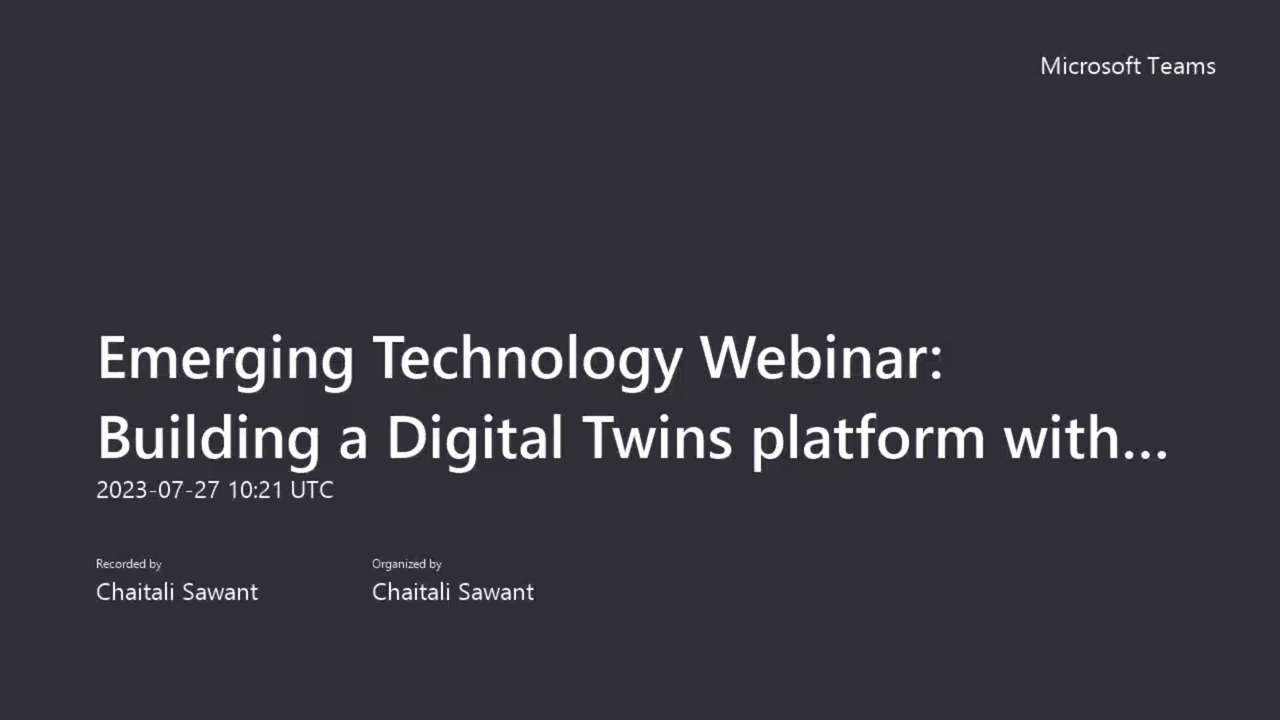 Microsoft Teams
Emerging Technology Webinar:
Building a Digital Twins platform with...
2023-07-27 10:21 UTC
Recorded by
Chaitali Sawant
Organized by
Chaitali Sawant